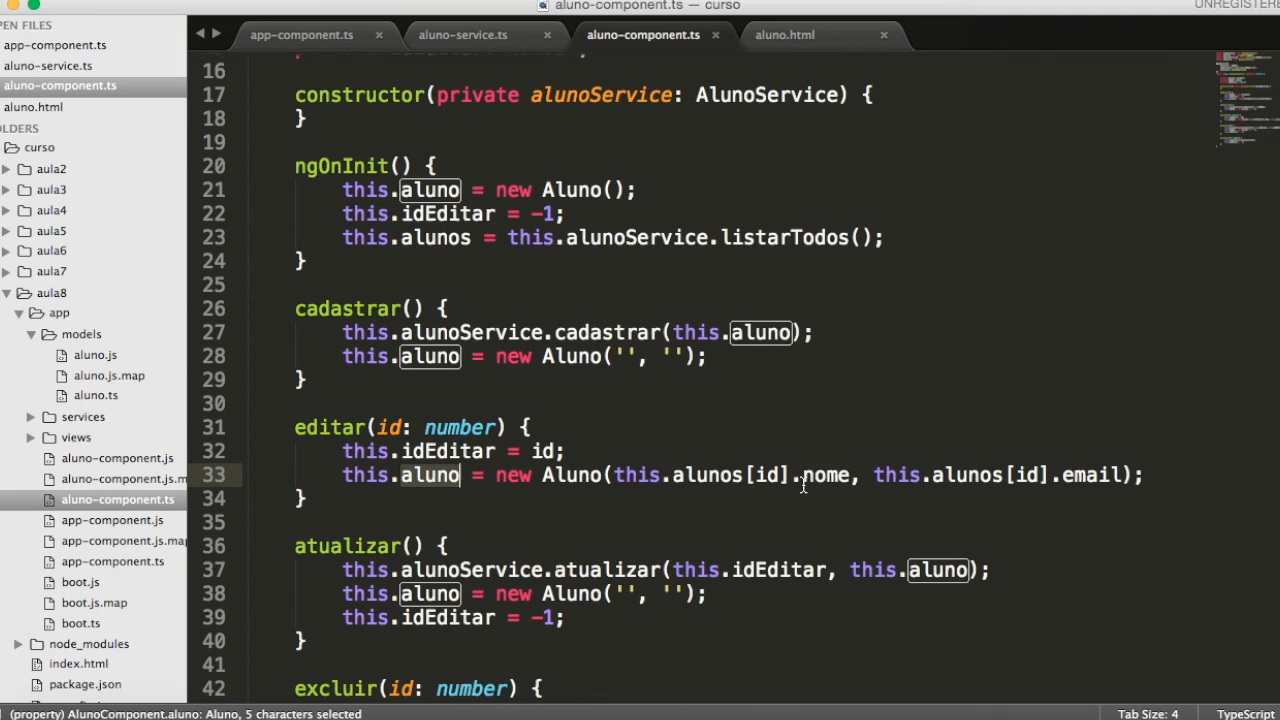 aluno-component.ts — curso
UNREGISTERE
PEN FILES
app-component.ts
aluno-service.ts
aluno-component.ts
aluno.html
OLDERS
curso
aula2
aula3
aula4
aula5
aula6
aula7
aula8
app
models
aluno.js
aluno.js.map
aluno.ts
services
views
aluno-component.js
aluno-component.js.m
aluno-component.ts
app-component.js
app-component.js.map
app-component.ts
boot.js
boot.js.map
boot.ts
node_modules
index.html
package.json
app-component.ts × aluno-service.ts × aluno-component.ts × aluno.html ×
16
17 constructor(private alunoService: AlunoService) {
18 }
19
20 ngOnInit() {
21 this.aluno = new Aluno();
22 this.idEditar = -1;
23 this.alunos = this.alunoService.listarTodos();
24 }
25
26 cadastrar() {
27 this.alunoService.cadastrar(this.aluno);
28 this.aluno = new Aluno('', '');
29 }
30
31 editar(id: number) {
32 this.idEditar = id;
33 this.aluno = new Aluno(this.alunos[id].nome, this.alunos[id].email);
34 }
35
36 atualizar() {
37 this.alunoService.atualizar(this.idEditar, this.aluno);
38 this.aluno = new Aluno('', '');
39 this.idEditar = -1;
40 }
41
42 excluir(id: number) {
(property) AlunoComponent.aluno: Aluno, 5 characters selected
Tab Size: 4
TypeScript